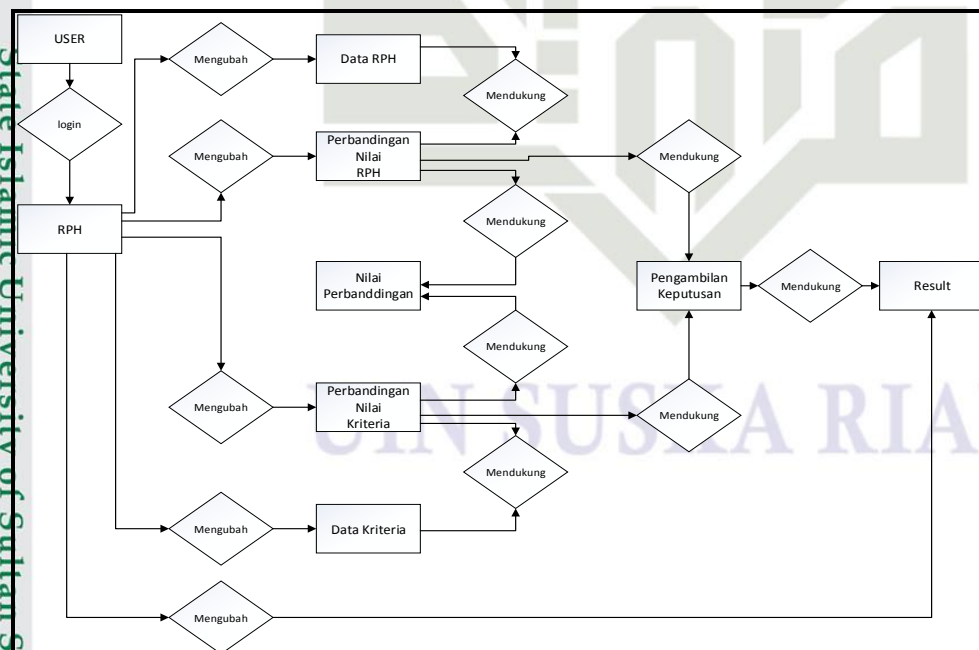 USER
login
RPH
Mengubah
Data RPH
Mendukung
Mengubah
Perbandingan
Nilai
RPH
Mendukung
Mendukung
Nilai
Perbanddingan
Pengambilan
Keputusan
Mendukung
Result
Mendukung
Mengubah
Perbandingan
Nilai
Kriteria
Mendukung
Mendukung
Mengubah
Data Kriteria
Mengubah
UIN SUSKA RIA
State Islamic University of Sultan S